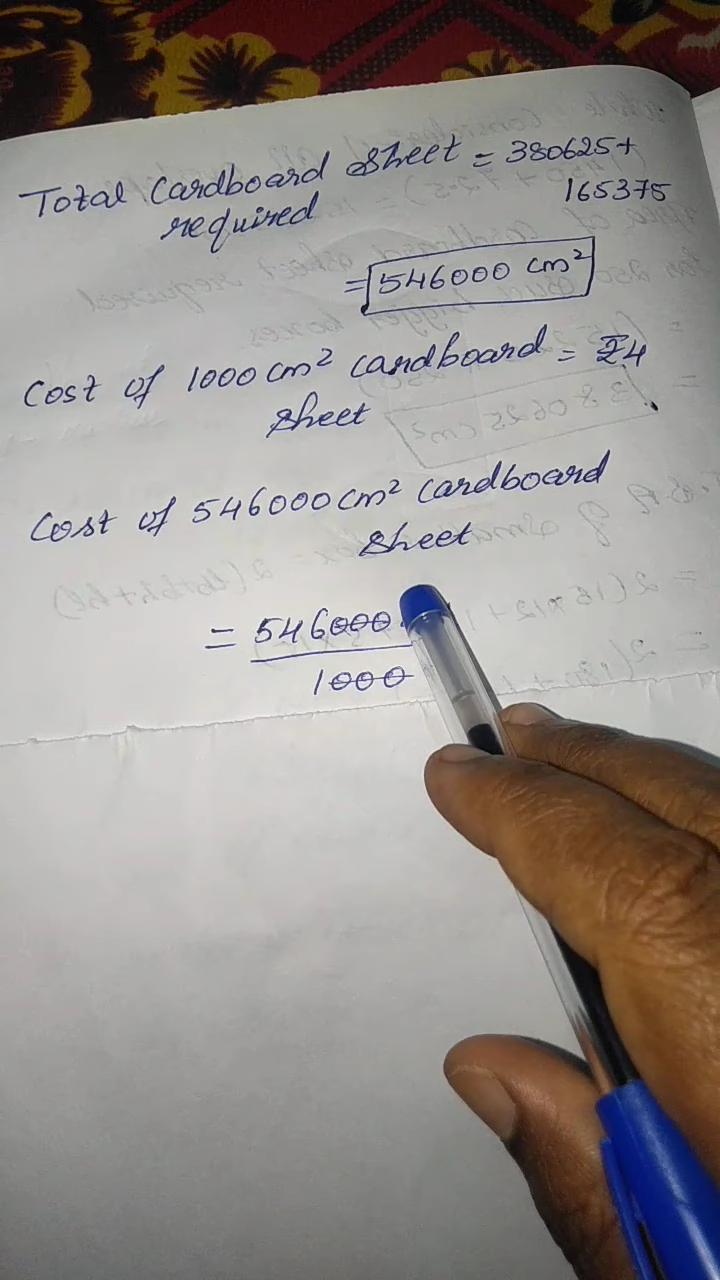 Total Cardboard sheet = 380625+
required 165375
= 546000 cm²
Cost of 1000 cm² cardboard = ₹4
sheet
Cost of 546000 cm² cardboard
sheet
= 546000
1000